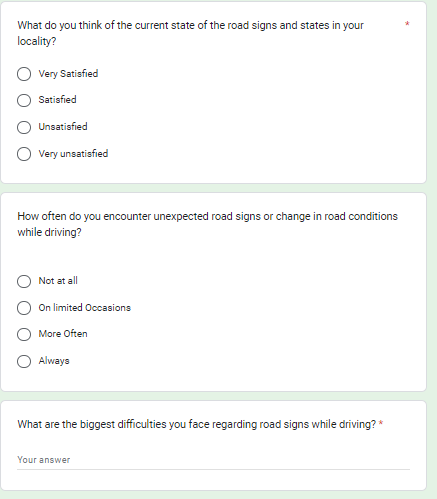 What do you think of the current state of the road signs and states in your *
locality?
Very Satisfied
Satisfied
Unsatisfied
Very unsatisfied
How often do you encounter unexpected road signs or change in road conditions
while driving?
Not at all
On limited Occasions
More Often
Always
What are the biggest difficulties you face regarding road signs while driving? *
Your answer